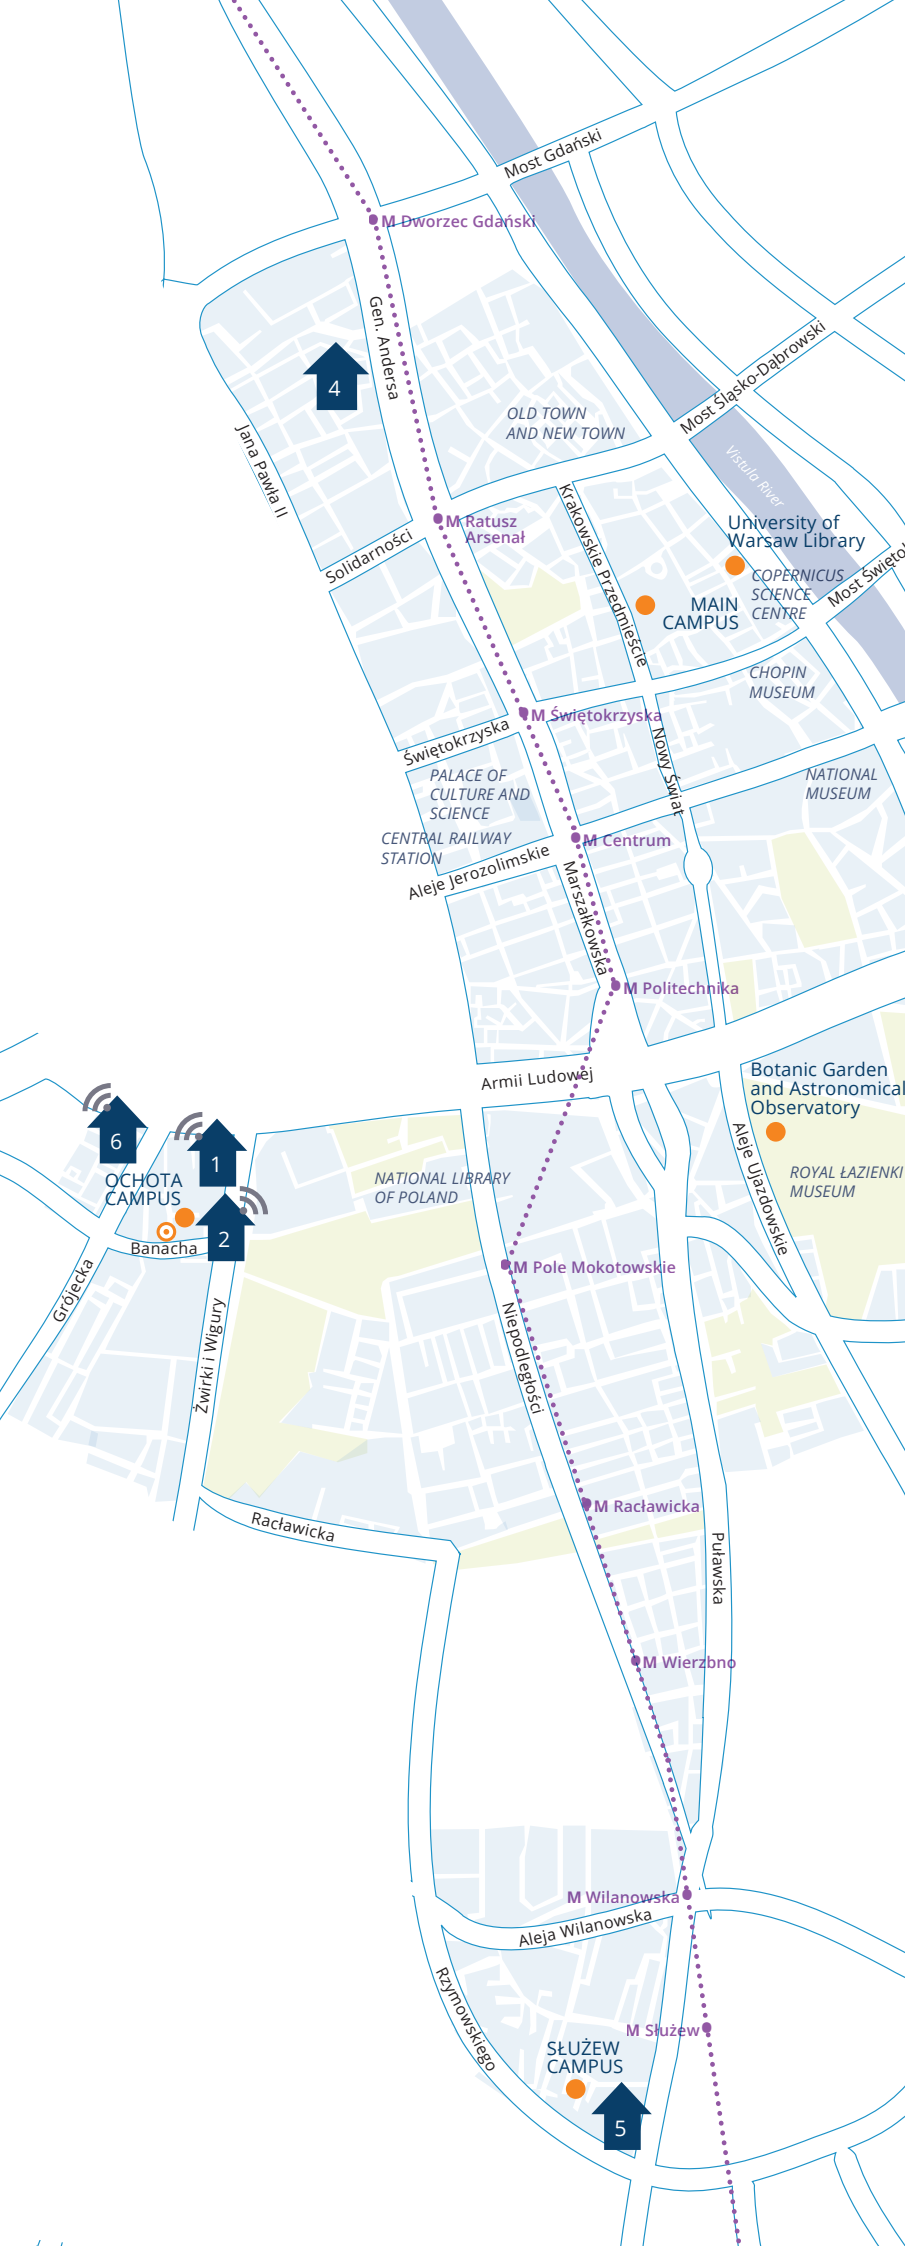 Most Gdański
M Dworzec Gdański
Gen. Andersa
4
Most Śląsko-Dąbrowski
OLD TOWN
AND NEW TOWN
Jana Pawła II
Vistula River
Krakowskie Przedmieście
M Ratusz
Arsenał
University of
Warsaw Library
Solidarności
COPERNICUS
SCIENCE
CENTRE
Most Święto
MAIN
CAMPUS
CHOPIN
MUSEUM
M Świętokrzyska
Świętokrzyska
Nowy Świat
PALACE OF
CULTURE AND
SCIENCE
NATIONAL
MUSEUM
CENTRAL RAILWAY
STATION
M Centrum
Aleje Jerozolimskie
Marszałkowska
M Politechnika
Armii Ludowej
Botanic Garden
and Astronomical
Observatory
6
1
Aleje Ujazdowskie
OCHOTA
CAMPUS
NATIONAL LIBRARY
OF POLAND
ROYAL ŁAZIENKI
MUSEUM
2
Banacha
M Pole Mokotowskie
Grójecka
Żwirki i Wigury
Niepodległości
M Racławicka
Racławicka
Puławska
M Wierzbno
M Wilanowska
Aleja Wilanowska
Rzymowskiego
M Służew
SŁUŻEW
CAMPUS
5